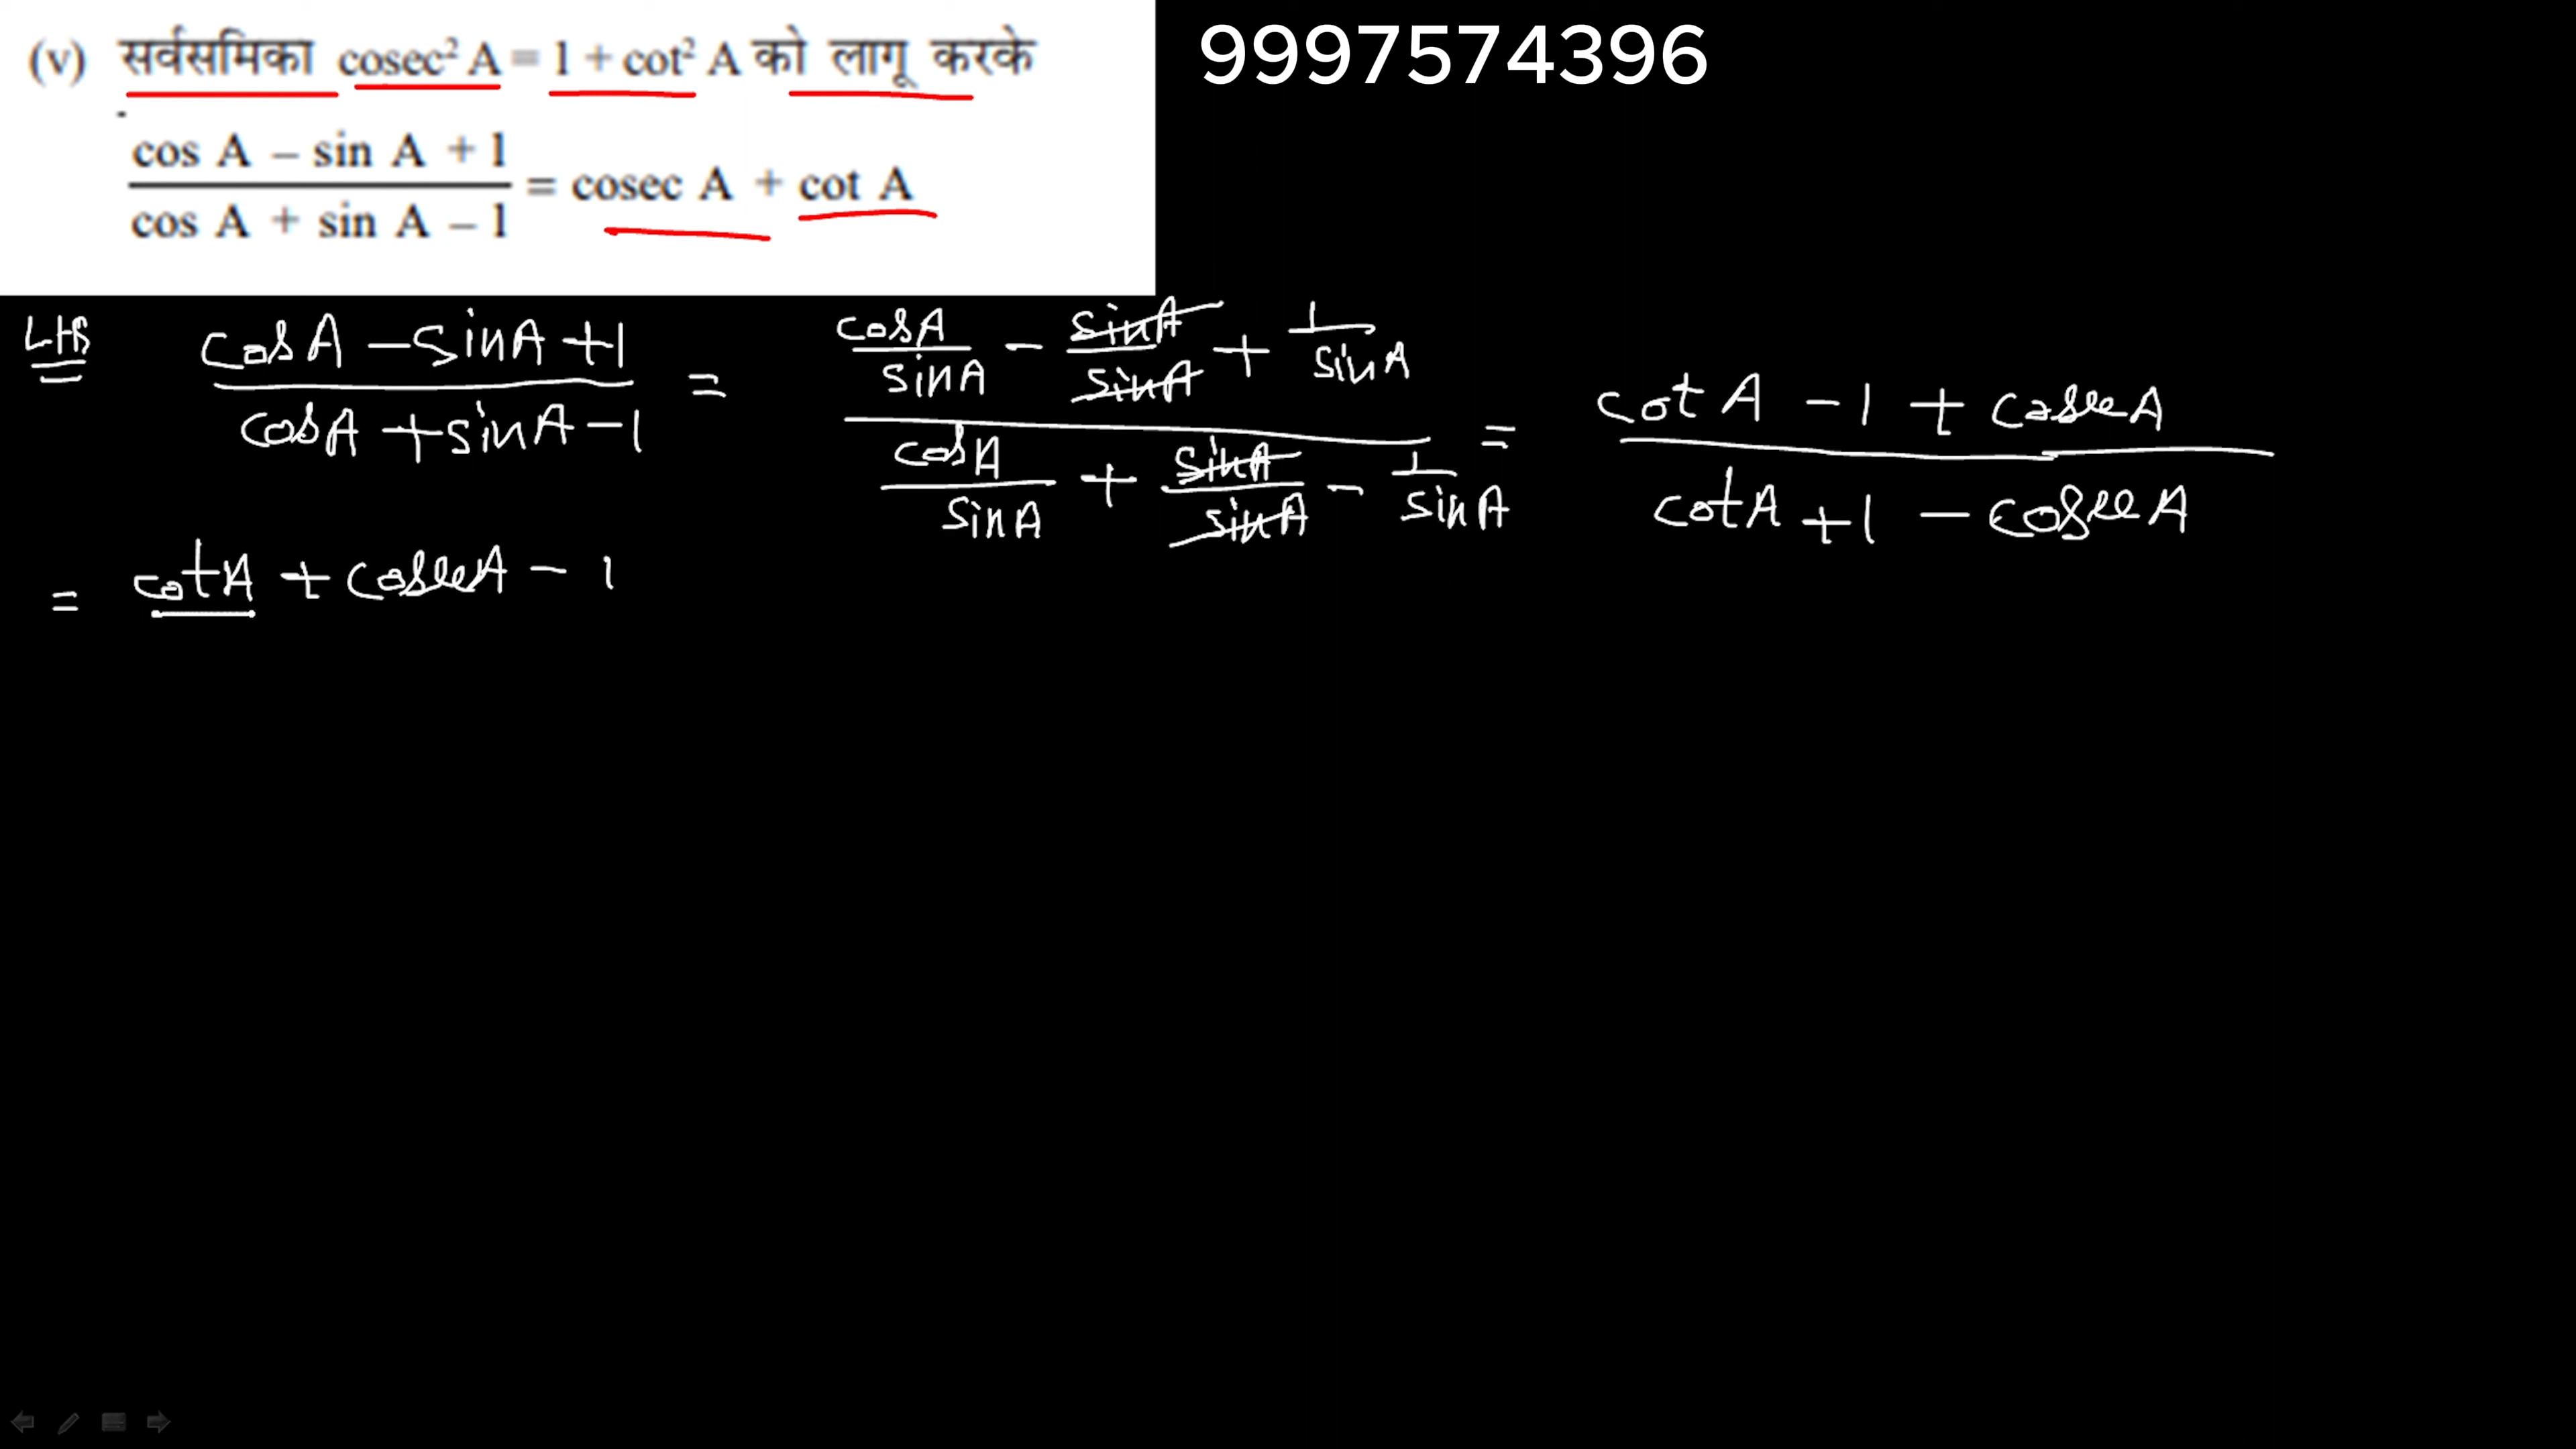 (v) सर्वसमिका cosec² A = 1 + cot² A को लागू करके
9997574396
cos A – sin A + 1 / cos A + sin A – 1 = cosec A + cot A
LHS cosA - sinA + 1 / cosA + sinA - 1 = cosA/sinA - sinA/sinA + 1/sinA / cosA/sinA + sinA/sinA - 1/sinA = cotA - 1 + cosecA / cotA + 1 - cosecA
= cotA + cosecA - 1